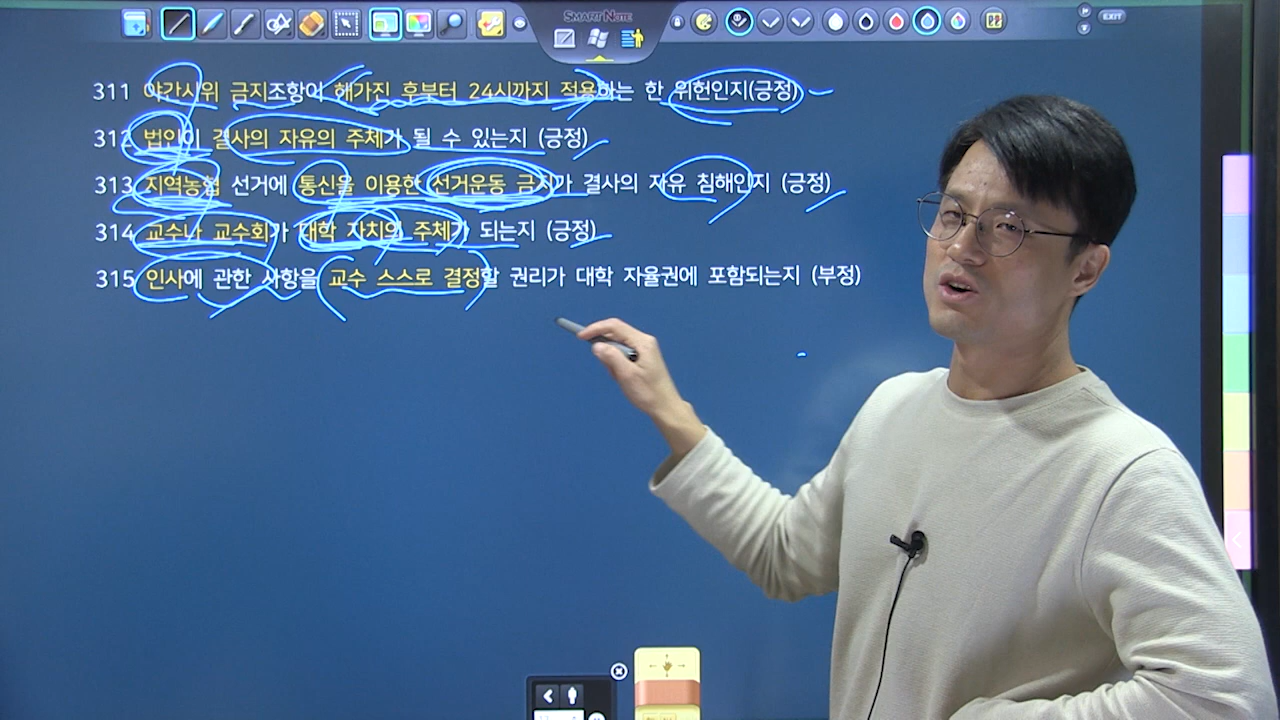 SMART NOTE
EXIT
311 야간시위 금지조항이 해가진 후부터 24시까지 적용하는 한 위헌인지(긍정)
312 법인이 결사의 자유의 주체가 될 수 있는지 (긍정)
313 지역농협 선거에 통신을 이용한 선거운동 금지가 결사의 자유 침해인지 (긍정)
314 교수나 교수회가 대학 자치의 주체가 되는지 (긍정)
315 인사에 관한 사항을 교수 스스로 결정할 권리가 대학 자율권에 포함되는지 (부정)